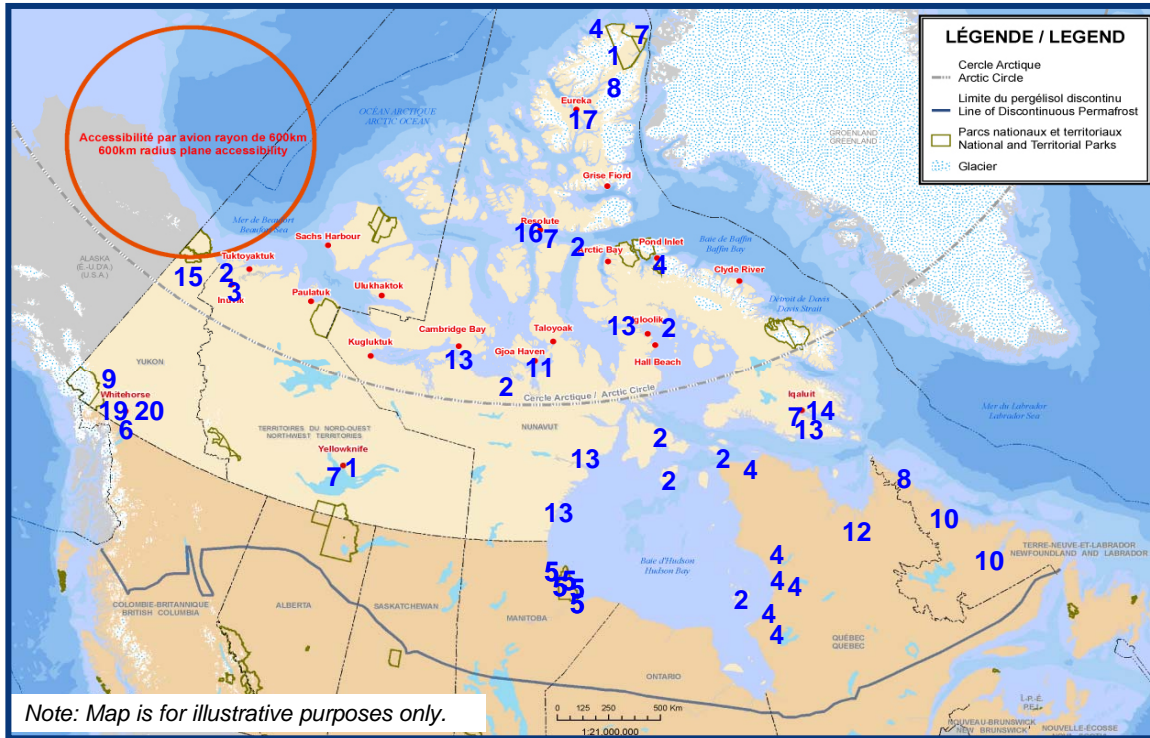 LÉGENDE / LEGEND
Cercle Arctique
Arctic Circle
Limite du pergélisol discontinu
Line of Discontinuous Permafrost
Parcs nationaux et territoriaux
National and Territorial Parks
Glacier
4
7
1
8
Eureka
17
OCÉAN ARCTIQUE
ARCTIC OCEAN
GROENLAND
GREENLAND
Accessibilité par avion rayon de 600km
600km radius plane accessibility
Grise Fiord
Mer de Beaufort
Beaufort Sea
Resolute
16
7
2
Sachs Harbour
Arctic Bay
Pond Inlet
4
Baie de Baffin
Baffin Bay
ALASKA
(É.-U.D'A.)
(U.S.A.)
Tuktoyaktuk
15
2
3
Inuvik
Paulatuk
Ulukhaktok
Clyde River
Détroit de Davis
Davis Strait
Cambridge Bay
13
Taloyoak
13
Igloolik
2
Kugluktuk
Gjoa Haven
11
Hall Beach
2
YUKON
9
Whitehorse
19
20
6
Cercle Arctique / Arctic Circle
Iqaluit
7
14
13
Mer du Labrador
Labrador Sea
TERRITOIRES DU NORD-OUEST
NORTHWEST TERRITORIES
NUNAVUT
2
Yellowknife
7
1
13
2
2
4
8
13
10
12
TERRE-NEUVE-ET-LABRADOR
NEWFOUNDLAND AND LABRADOR
10
Baie d'Hudson
Hudson Bay
4
5
5
5
5
5
4
4
2
4
4
COLOMBIE-BRITANNIQUE
BRITISH COLUMBIA
ALBERTA
SASKATCHEWAN
MANITOBA
QUÉBEC
QUEBEC
ONTARIO
Note: Map is for illustrative purposes only.
0 125 250 500 Km
1:21.000.000
Î.-P.-É.
P.E.I.
NOUVEAU-BRUNSWICK
NEW BRUNSWICK
NOUVELLE-ÉCOSSE